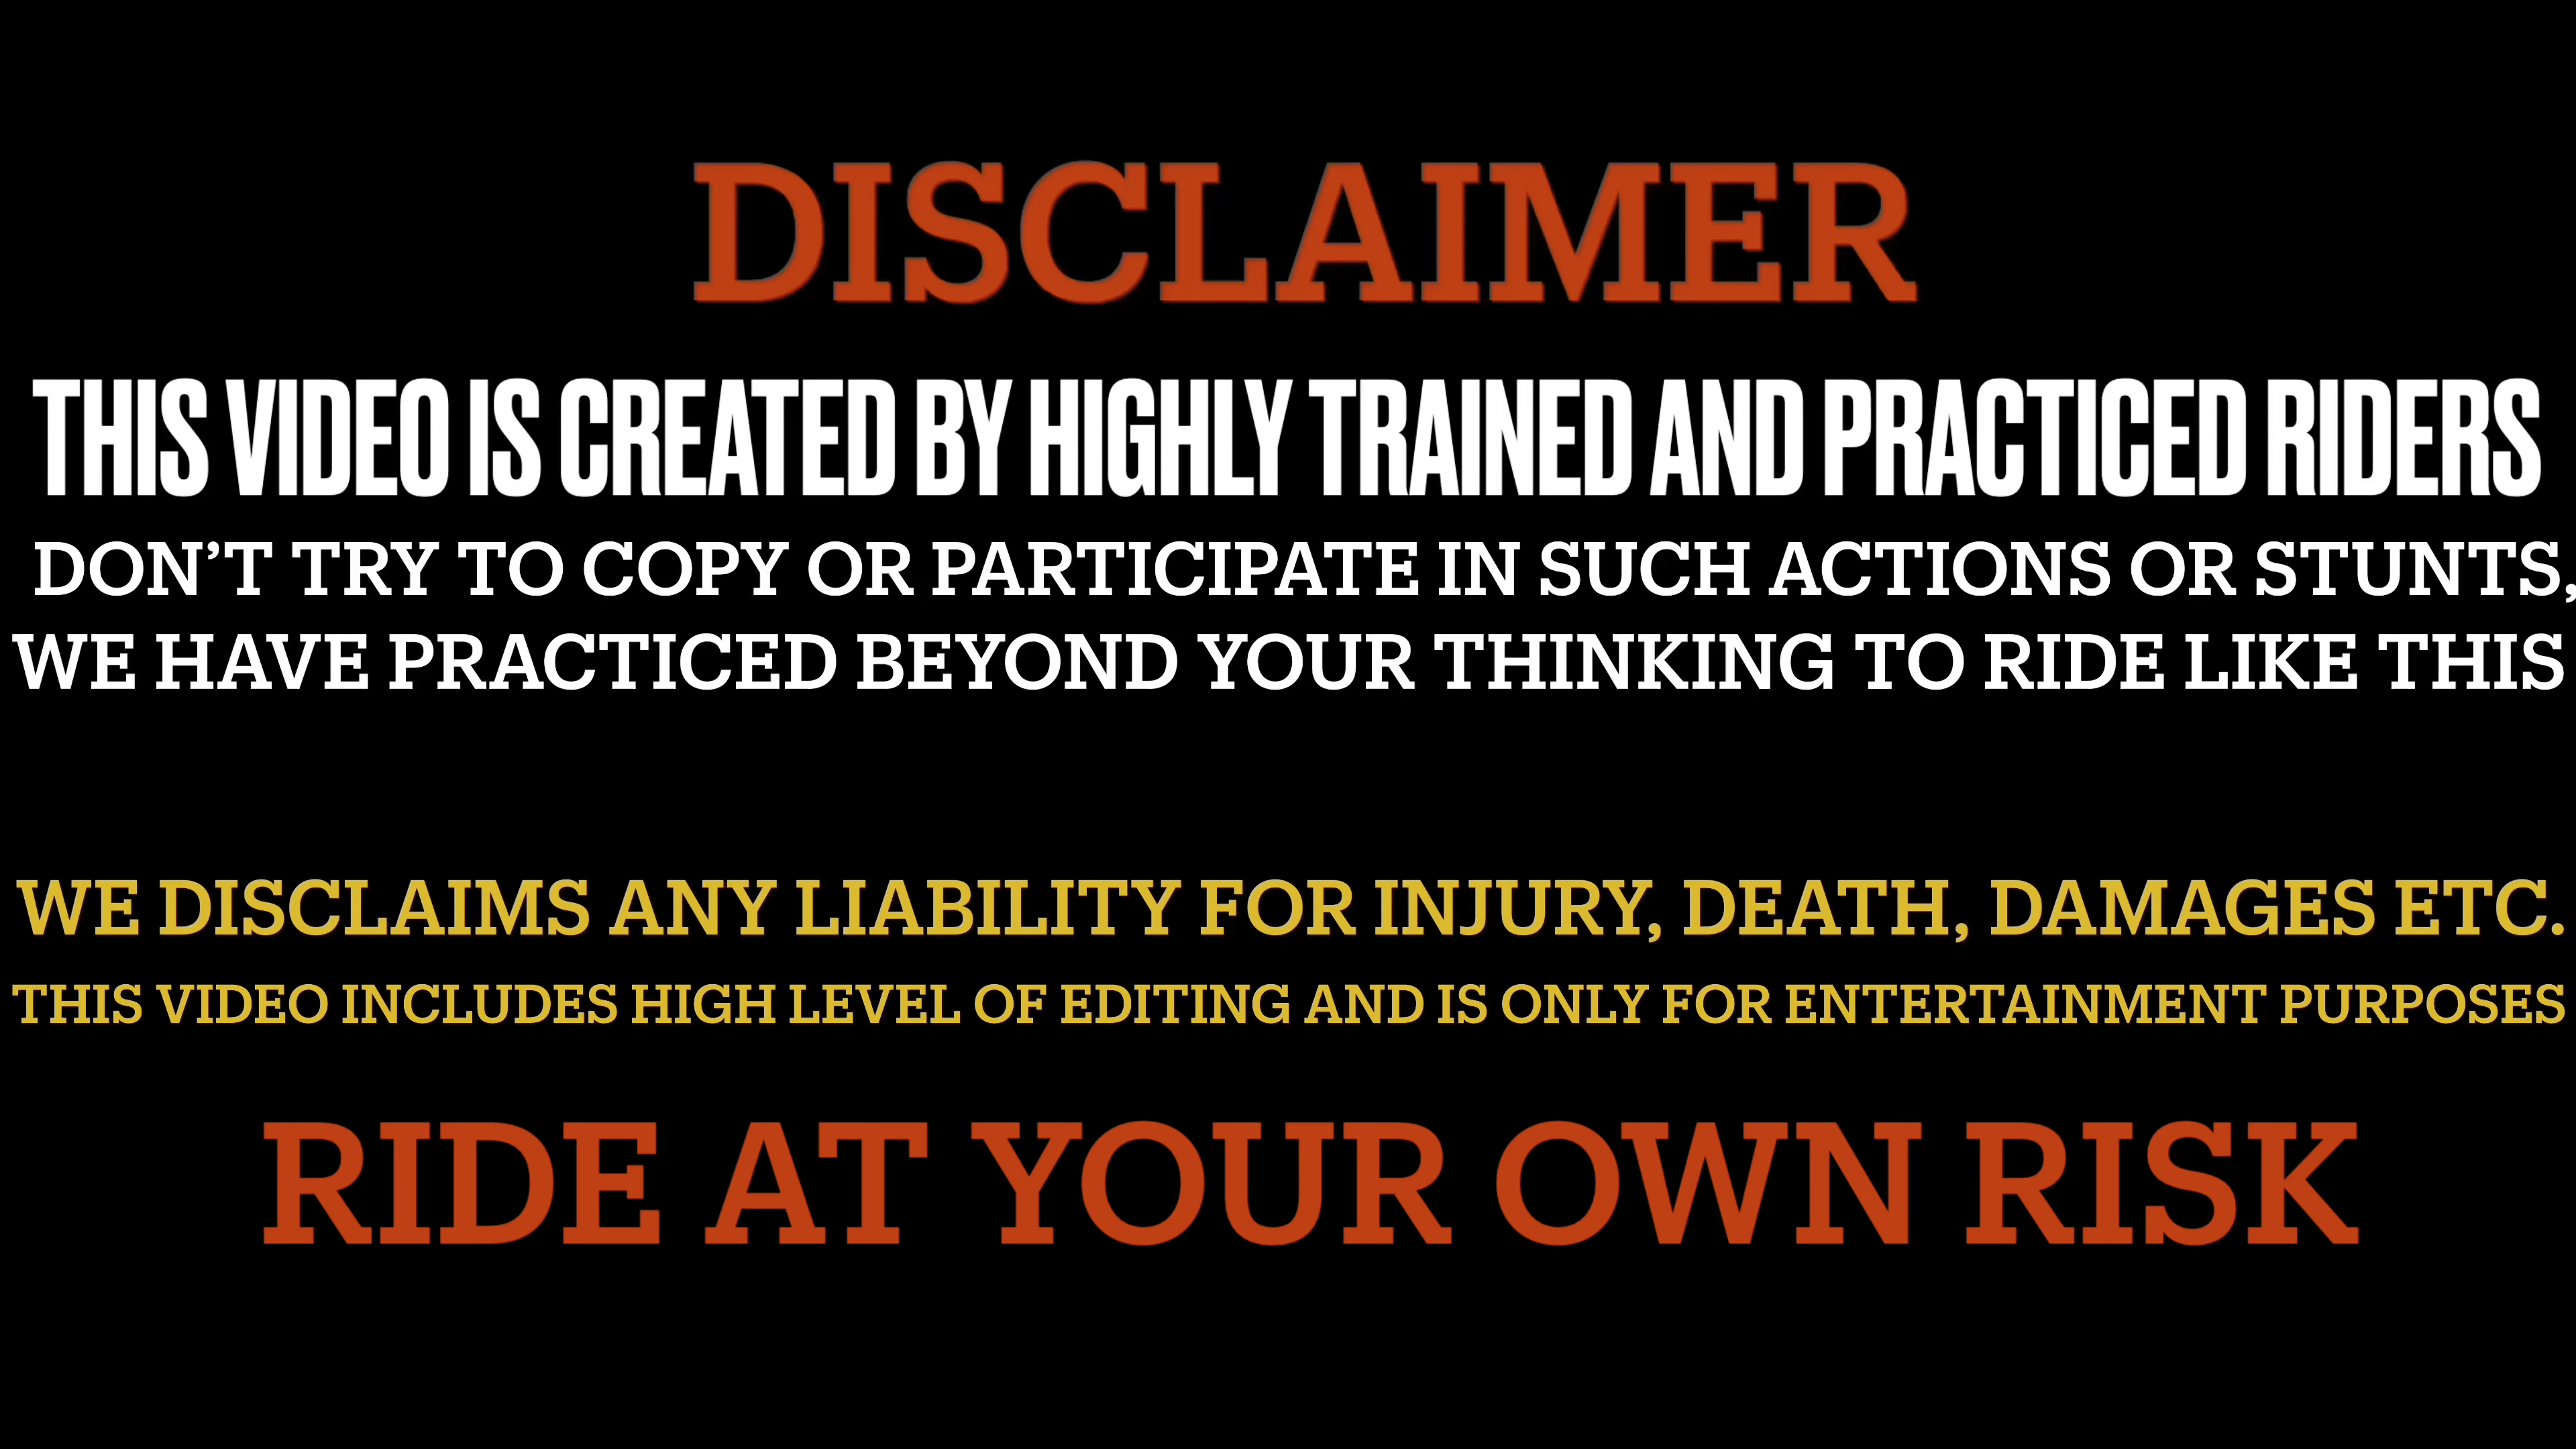 DISCLAIMER
THIS VIDEO IS CREATED BY HIGHLY TRAINED AND PRACTICED RIDERS
DON’T TRY TO COPY OR PARTICIPATE IN SUCH ACTIONS OR STUNTS,
WE HAVE PRACTICED BEYOND YOUR THINKING TO RIDE LIKE THIS
WE DISCLAIMS ANY LIABILITY FOR INJURY, DEATH, DAMAGES ETC.
THIS VIDEO INCLUDES HIGH LEVEL OF EDITING AND IS ONLY FOR ENTERTAINMENT PURPOSES
RIDE AT YOUR OWN RISK